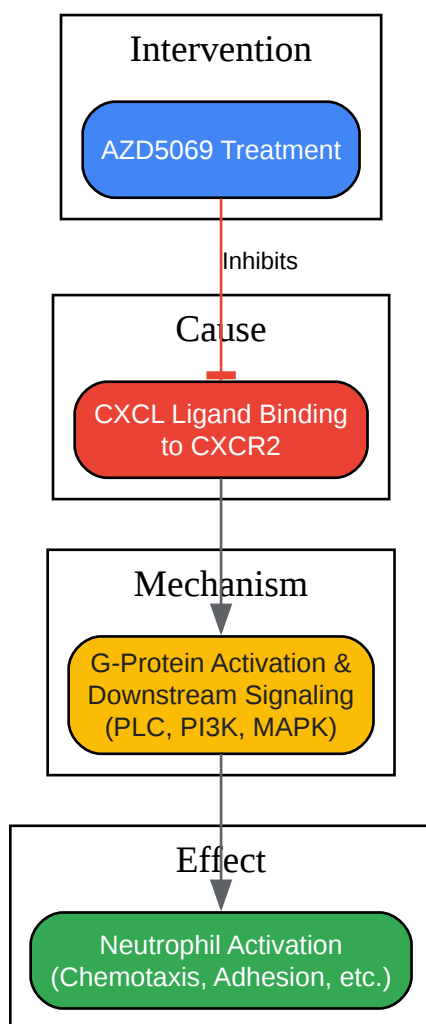 Intervention
AZD5069 Treatment
Inhibits
Cause
CXCL Ligand Binding
to CXCR2
Mechanism
G-Protein Activation &
Downstream Signaling
(PLC, PI3K, MAPK)
Effect
Neutrophil Activation
(Chemotaxis, Adhesion, etc.)